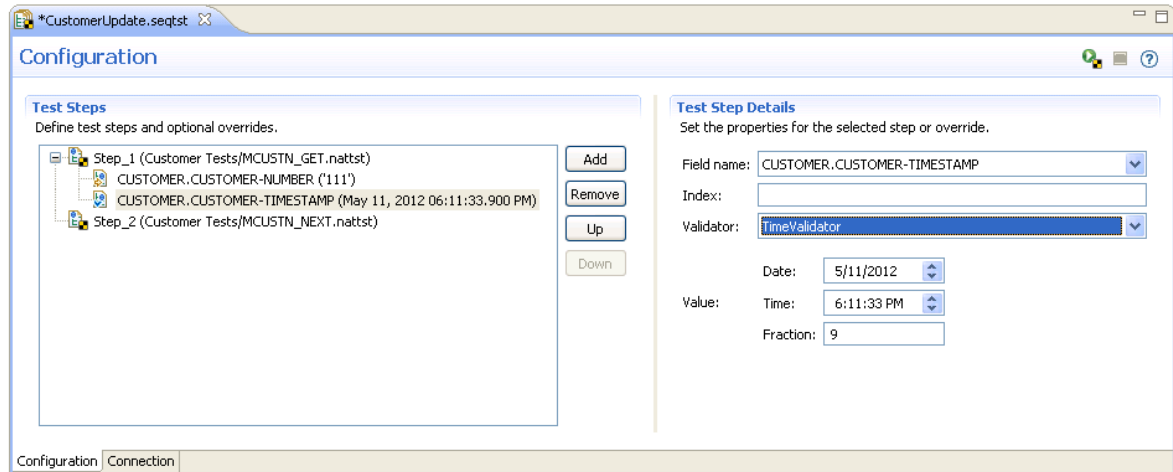 *CustomerUpdate.seqtst
Configuration
Test Steps
Define test steps and optional overrides.
Step_1 (Customer Tests/MCUSTN_GET.nattst)
CUSTOMER.CUSTOMER-NUMBER ('111')
CUSTOMER.CUSTOMER-TIMESTAMP (May 11, 2012 06:11:33.900 PM)
Step_2 (Customer Tests/MCUSTN_NEXT.nattst)
Add
Remove
Up
Down
Test Step Details
Set the properties for the selected step or override.
Field name: CUSTOMER.CUSTOMER-TIMESTAMP
Index:
Validator: TimeValidator
Value:
Date: 5/11/2012
Time: 6:11:33 PM
Fraction: 9
Configuration Connection